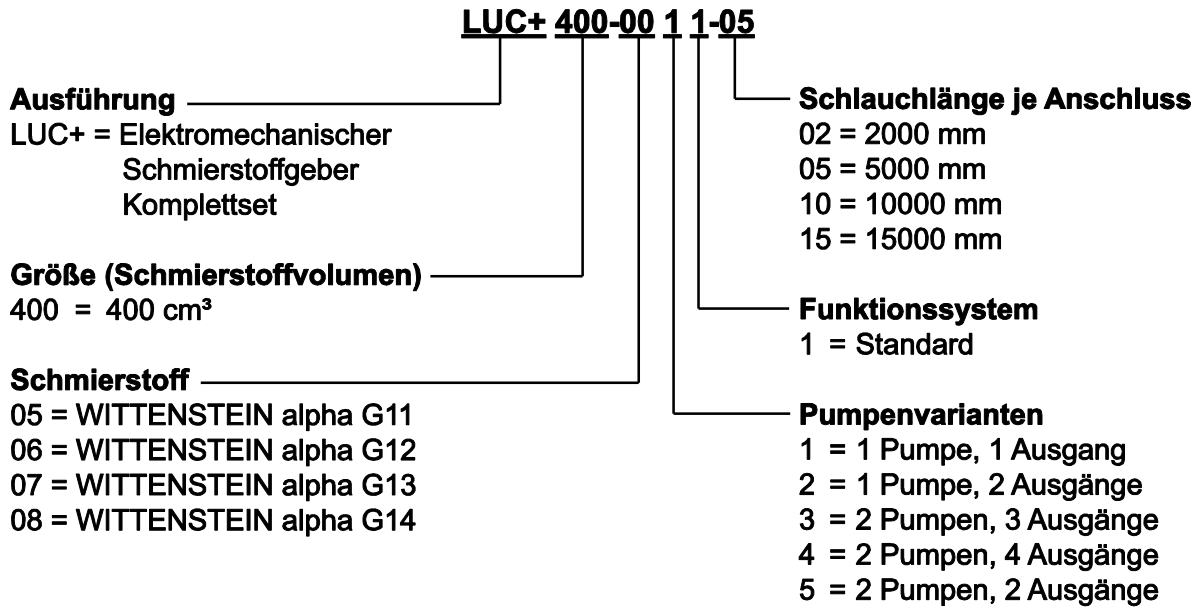 LUC+ 400-00 1 1-05
Ausführung
LUC+ = Elektromechanischer
Schmierstoffgeber
Komplettset
Größe (Schmierstoffvolumen)
400 = 400 cm³
Schmierstoff
05 = WITTENSTEIN alpha G11
06 = WITTENSTEIN alpha G12
07 = WITTENSTEIN alpha G13
08 = WITTENSTEIN alpha G14
Schlauchlänge je Anschluss
02 = 2000 mm
05 = 5000 mm
10 = 10000 mm
15 = 15000 mm
Funktionssystem
1 = Standard
Pumpenvarianten
1 = 1 Pumpe, 1 Ausgang
2 = 1 Pumpe, 2 Ausgänge
3 = 2 Pumpen, 3 Ausgänge
4 = 2 Pumpen, 4 Ausgänge
5 = 2 Pumpen, 2 Ausgänge